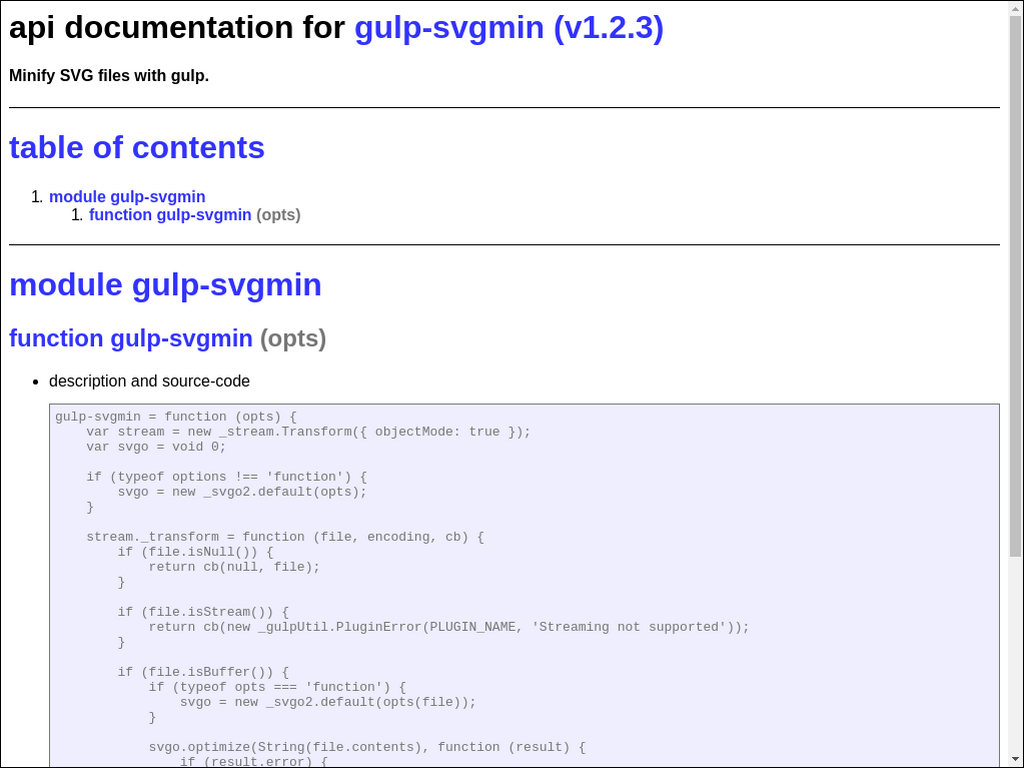 api documentation for gulp-svgmin (v1.2.3)
Minify SVG files with gulp.
table of contents
1. module gulp-svgmin
1. function gulp-svgmin (opts)
module gulp-svgmin
function gulp-svgmin (opts)
• description and source-code
gulp-svgmin = function (opts) {
    var stream = new _stream.Transform({ objectMode: true });
    var svgo = void 0;
    if (typeof options !== 'function') {
        svgo = new _svgo2.default(opts);
    }
    stream._transform = function (file, encoding, cb) {
        if (file.isNull()) {
            return cb(null, file);
        }
        if (file.isStream()) {
            return cb(new _gulpUtil.PluginError(PLUGIN_NAME, 'Streaming not supported'));
        }
        if (file.isBuffer()) {
            if (typeof opts === 'function') {
                svgo = new _svgo2.default(opts(file));
            }
            svgo.optimize(String(file.contents), function (result) {
                if (result.error) {